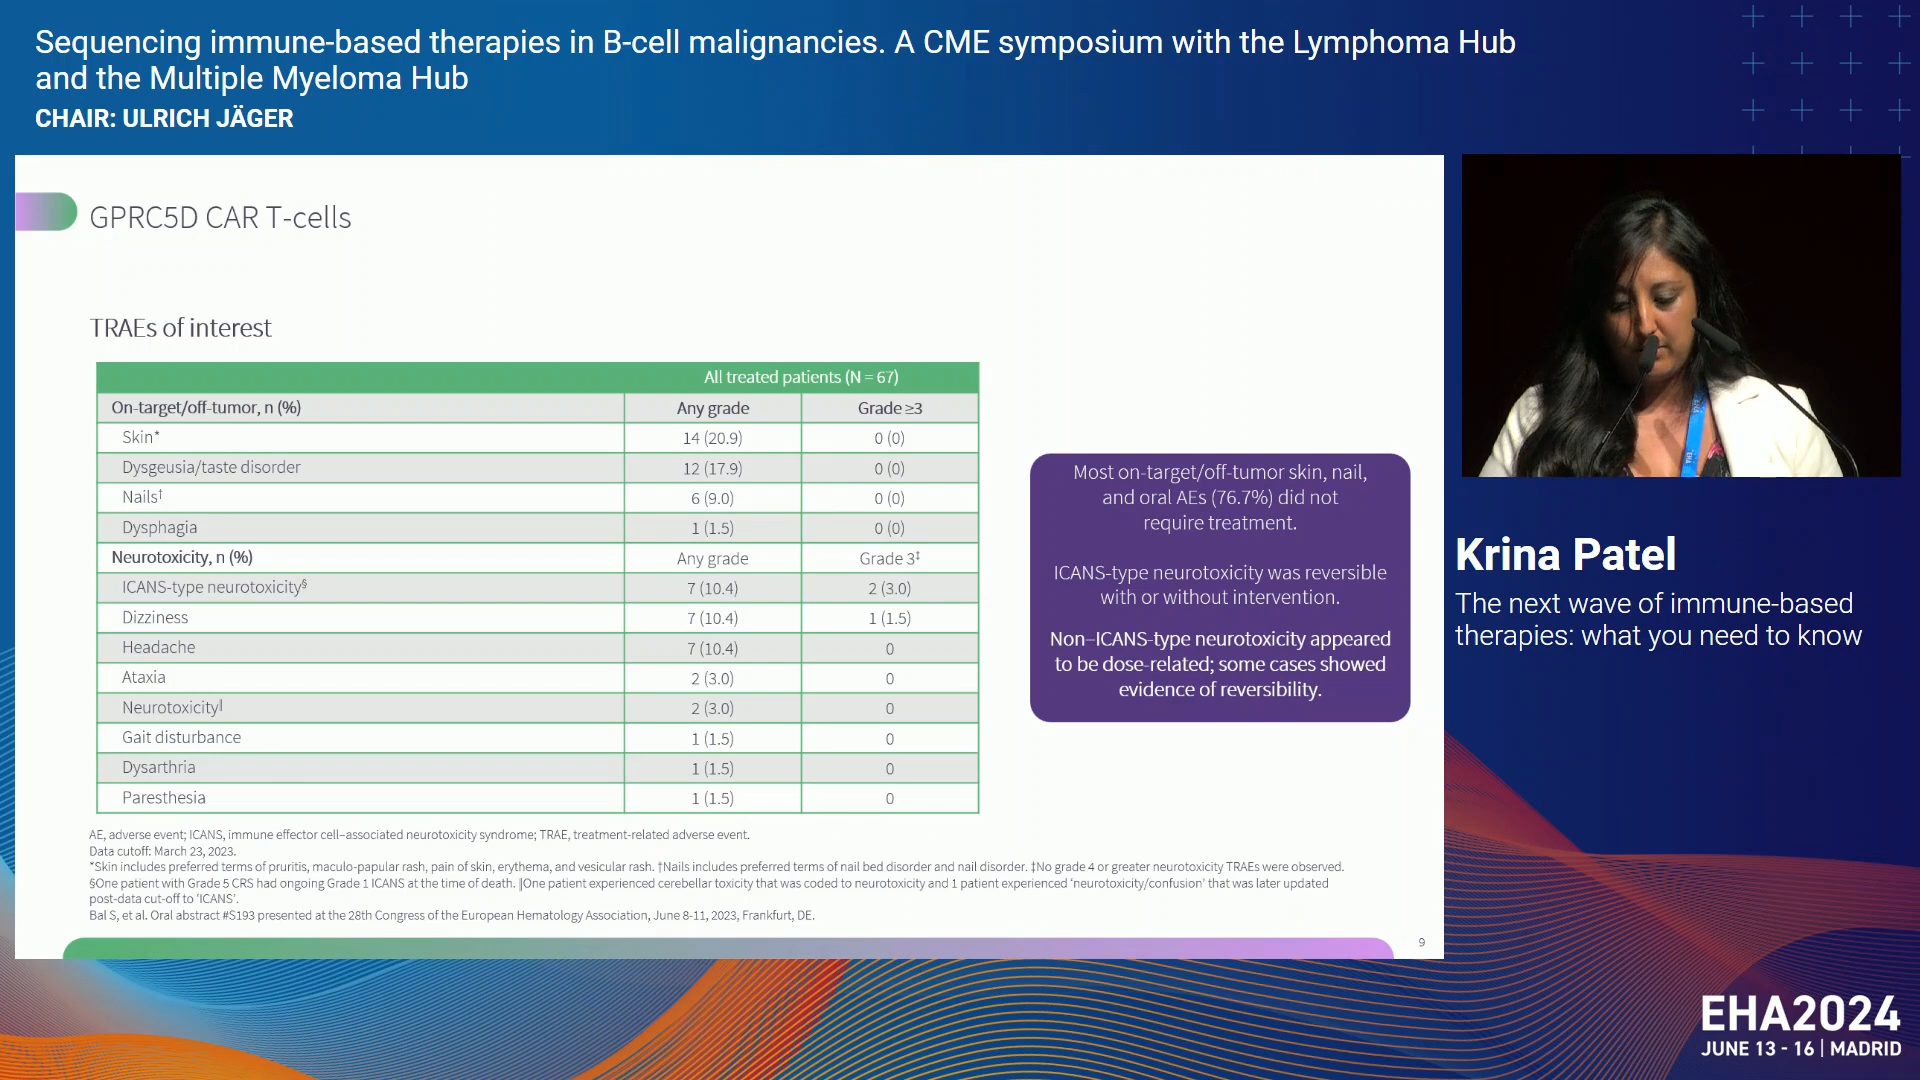 Sequencing immune-based therapies in B-cell malignancies. A CME symposium with the Lymphoma Hub
and the Multiple Myeloma Hub
CHAIR: ULRICH JÄGER
GPRC5D CAR T-cells
TRAEs of interest
All treated patients (N = 67)
On-target/off-tumor, n (%) Any grade Grade ≥3
Skin* 14 (20.9) 0 (0)
Dysgeusia/taste disorder 12 (17.9) 0 (0)
Nails† 6 (9.0) 0 (0)
Dysphagia 1 (1.5) 0 (0)
Neurotoxicity, n (%) Any grade Grade 3‡
ICANS-type neurotoxicity§ 7 (10.4) 2 (3.0)
Dizziness 7 (10.4) 1 (1.5)
Headache 7 (10.4) 0
Ataxia 2 (3.0) 0
Neurotoxicity‖ 2 (3.0) 0
Gait disturbance 1 (1.5) 0
Dysarthria 1 (1.5) 0
Paresthesia 1 (1.5) 0
Most on-target/off-tumor skin, nail,
and oral AEs (76.7%) did not
require treatment.
ICANS-type neurotoxicity was reversible
with or without intervention.
Non–ICANS-type neurotoxicity appeared
to be dose-related; some cases showed
evidence of reversibility.
AE, adverse event; ICANS, immune effector cell–associated neurotoxicity syndrome; TRAE, treatment-related adverse event.
Data cutoff: March 23, 2023.
*Skin includes preferred terms of pruritis, maculo-papular rash, pain of skin, erythema, and vesicular rash. †Nails includes preferred terms of nail bed disorder and nail disorder. ‡No grade 4 or greater neurotoxicity TRAEs were observed.
§One patient with Grade 5 CRS had ongoing Grade 1 ICANS at the time of death. ‖One patient experienced cerebellar toxicity that was coded to neurotoxicity and 1 patient experienced ‘neurotoxicity/confusion’ that was later updated
post-data cut-off to ‘ICANS’.
Bal S, et al. Oral abstract #S193 presented at the 28th Congress of the European Hematology Association, June 8-11, 2023, Frankfurt, DE.
9
Krina Patel
The next wave of immune-based
therapies: what you need to know
EHA2024
JUNE 13 - 16 | MADRID